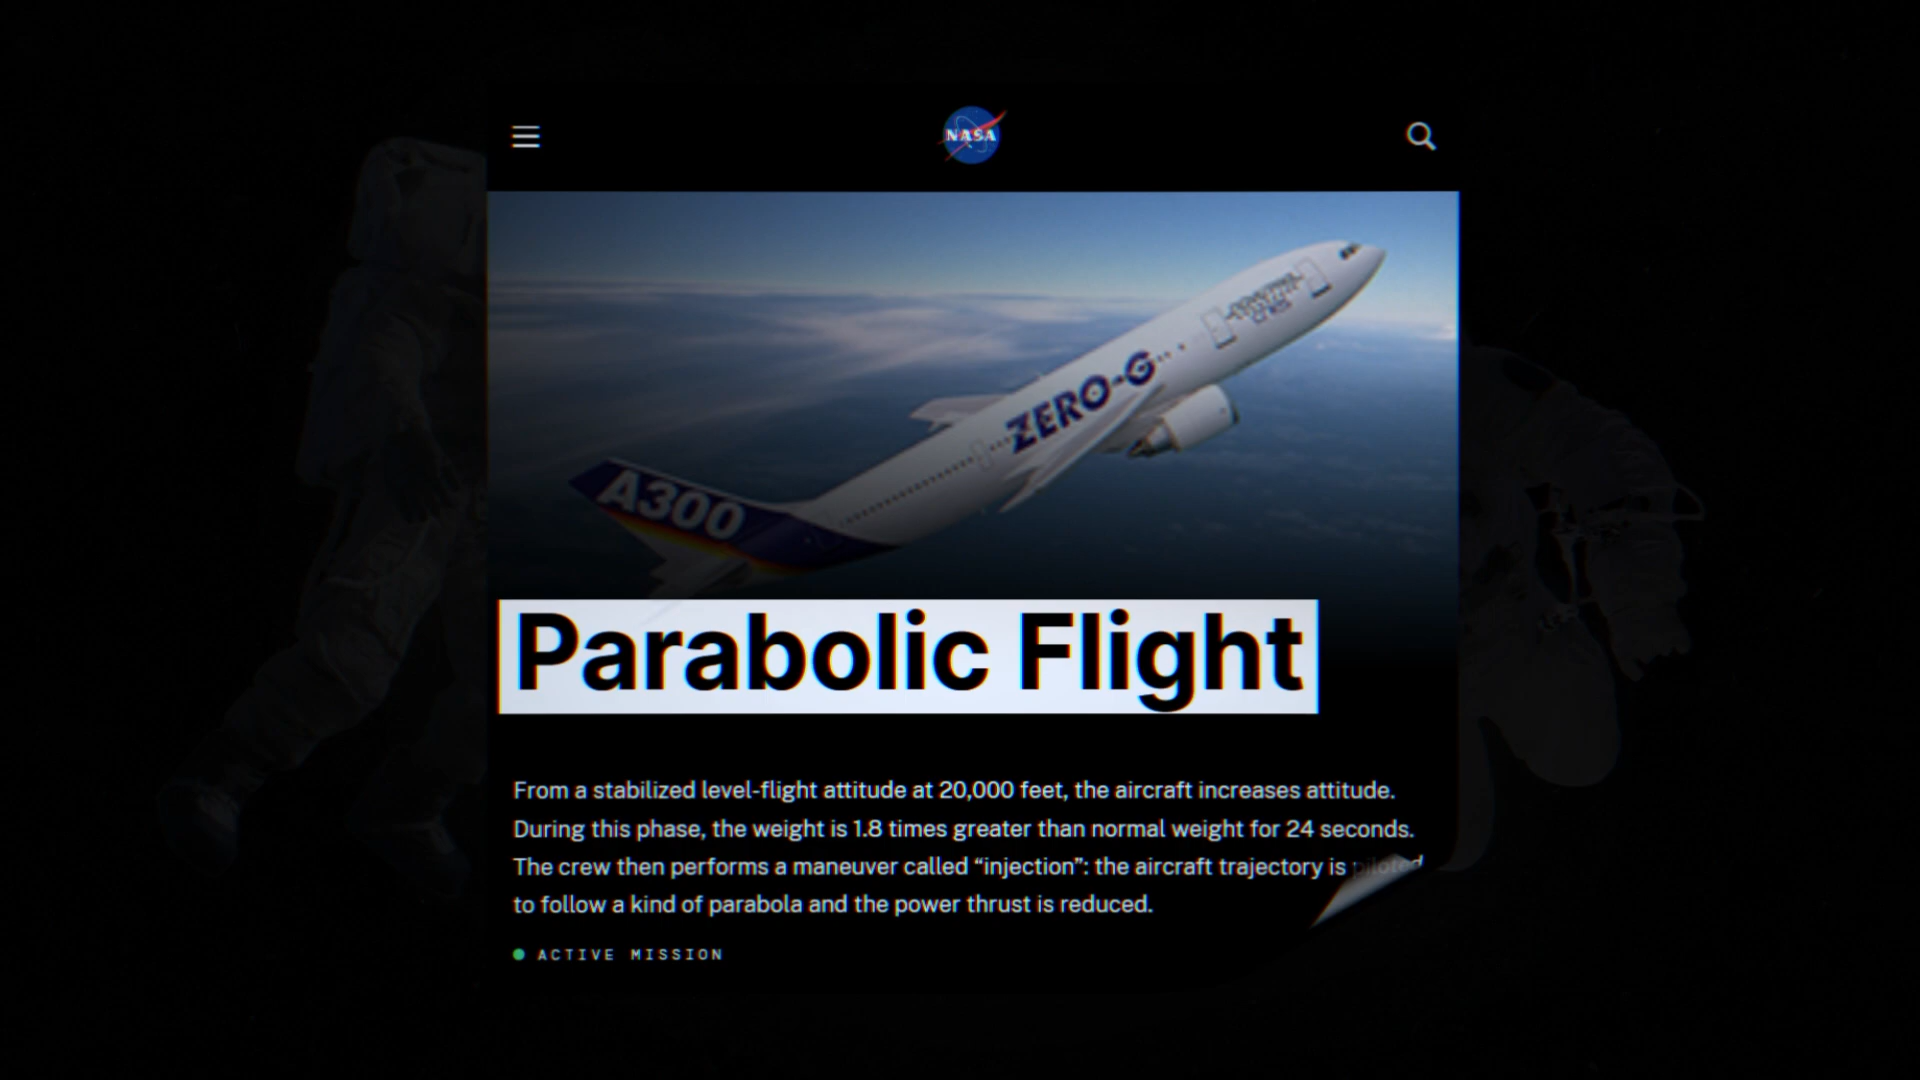 NASA
ZERO-G
A300
Parabolic Flight
From a stabilized level-flight attitude at 20,000 feet, the aircraft increases attitude.
During this phase, the weight is 1.8 times greater than normal weight for 24 seconds.
The crew then performs a maneuver called “injection”: the aircraft trajectory is piloted
to follow a kind of parabola and the power thrust is reduced.
ACTIVE MISSION